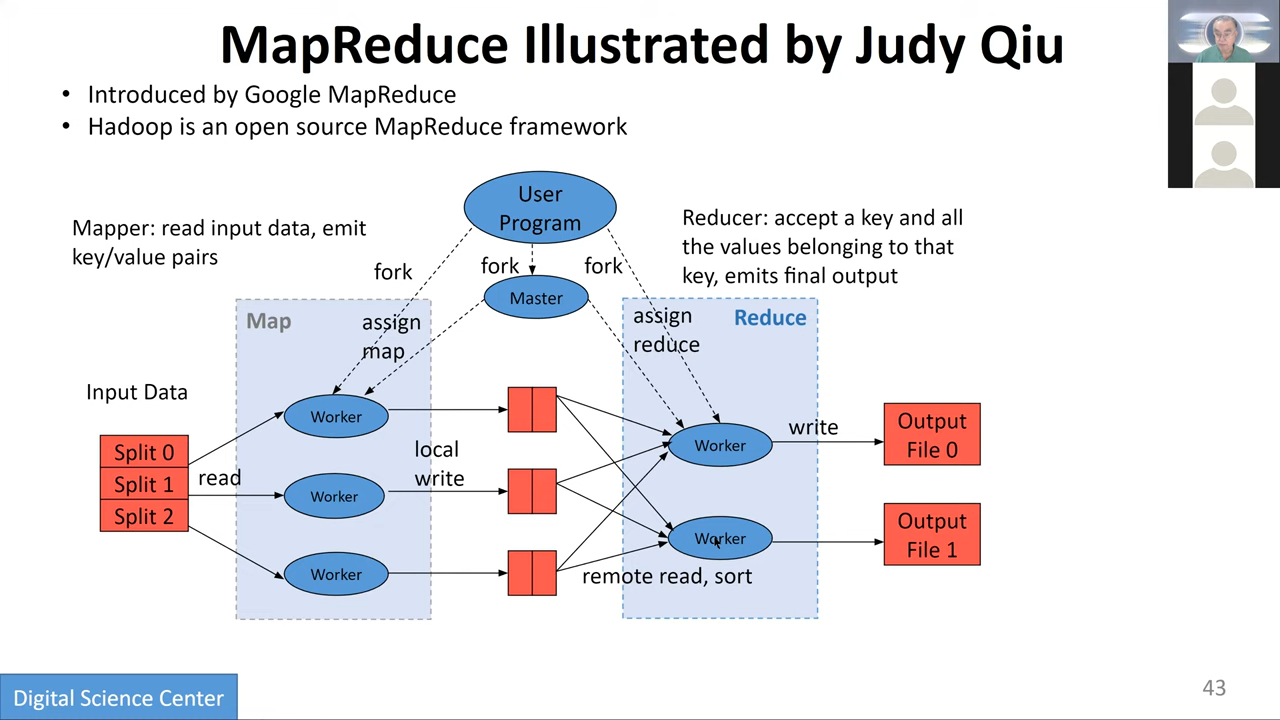 MapReduce Illustrated by Judy Qiu
• Introduced by Google MapReduce
• Hadoop is an open source MapReduce framework
User
Program
Mapper: read input data, emit
key/value pairs
Reducer: accept a key and all
the values belonging to that
key, emits final output
fork
fork
fork
Master
Map
assign
map
assign
reduce
Reduce
Input Data
Split 0
Split 1
Split 2
read
Worker
Worker
Worker
local
write
Worker
Worker
remote read, sort
write
Output
File 0
Output
File 1
Digital Science Center
43